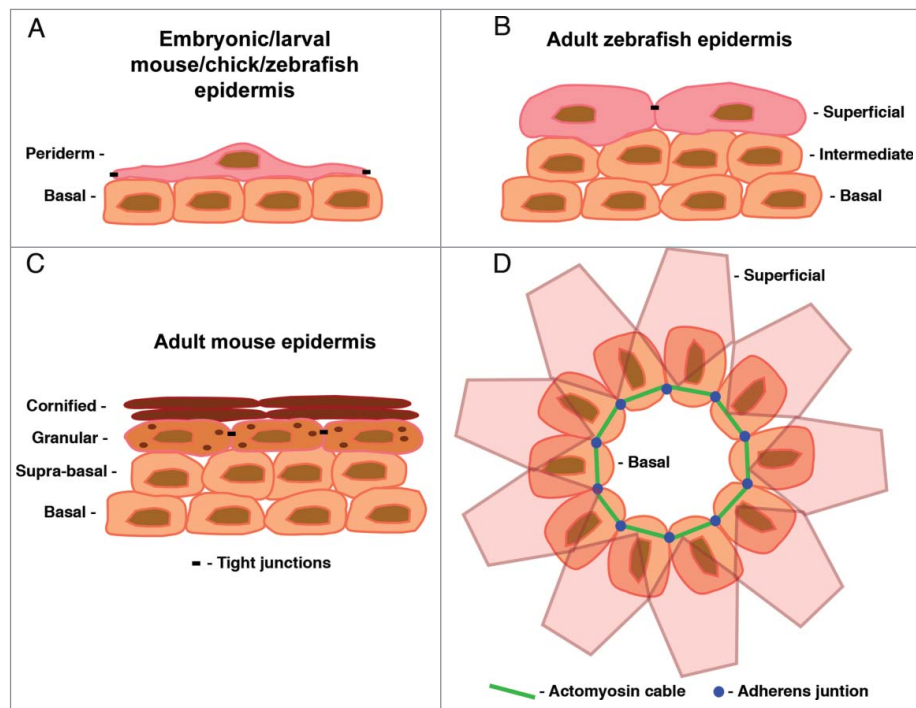 A
Embryonic/larval
mouse/chick/zebrafish
epidermis
Periderm -
Basal -
B
Adult zebrafish epidermis
- Superficial
- Intermediate
- Basal
C
Adult mouse epidermis
Cornified -
Granular -
Supra-basal -
Basal -
- Tight junctions
D
- Superficial
- Basal
- Actomyosin cable
- Adherens juntion